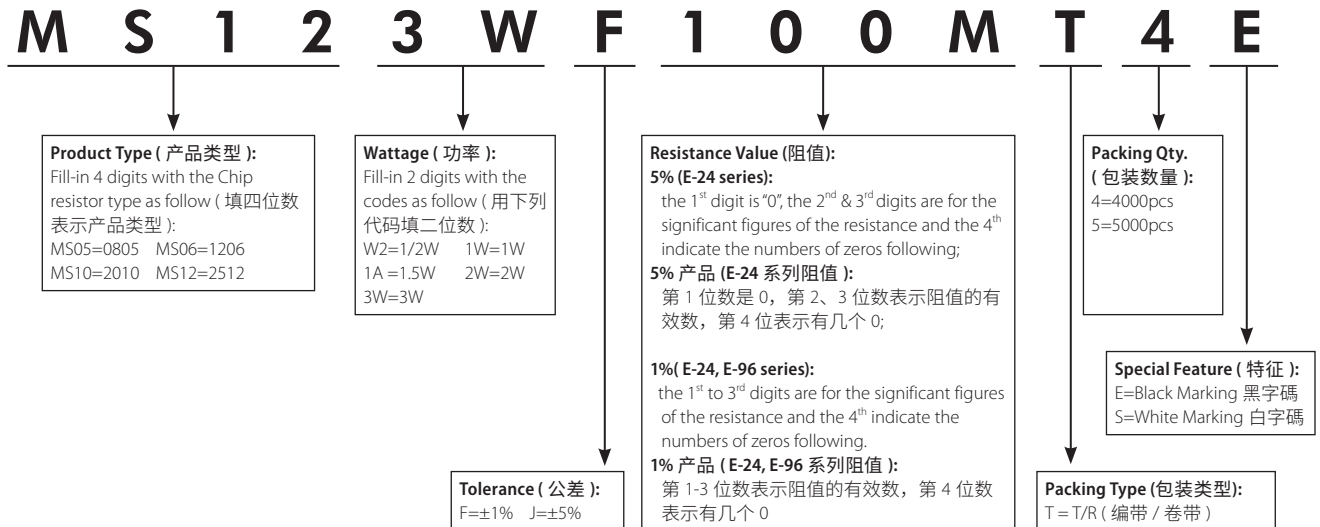 M S 1 2 3 W F 1 0 0 M T 4 E
Product Type ( 产品类型 ):
Fill-in 4 digits with the Chip
resistor type as follow ( 填四位数
表示产品类型 ):
MS05=0805 MS06=1206
MS10=2010 MS12=2512
Wattage ( 功率 ):
Fill-in 2 digits with the
codes as follow ( 用下列
代码填二位数 ):
W2=1/2W 1W=1W
1A =1.5W 2W=2W
3W=3W
Resistance Value (阻值):
5% (E-24 series):
the 1st digit is "0", the 2nd & 3rd digits are for the
significant figures of the resistance and the 4th
indicate the numbers of zeros following;
5% 产品 (E-24 系列阻值 ):
第 1 位数是 0，第 2、3 位数表示阻值的有
效数，第 4 位表示有几个 0;
1%( E-24, E-96 series):
the 1st to 3rd digits are for the significant figures
of the resistance and the 4th indicate the
numbers of zeros following.
1% 产品 ( E-24, E-96 系列阻值 ):
第 1-3 位数表示阻值的有效数，第 4 位数
表示有几个 0
Packing Qty.
( 包装数量 ):
4=4000pcs
5=5000pcs
Special Feature ( 特征 ):
E=Black Marking 黑字碼
S=White Marking 白字碼
Tolerance ( 公差 ):
F=±1% J=±5%
Packing Type (包装类型):
T = T/R ( 编带 / 卷带 )